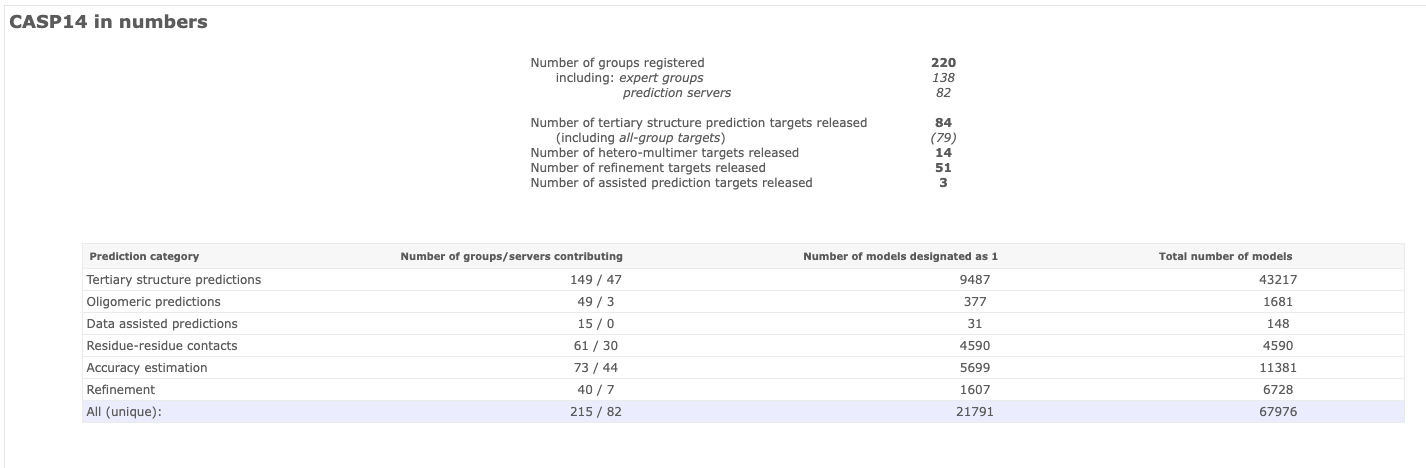 CASP14 in numbers
Number of groups registered 220
including: expert groups 138
prediction servers 82
Number of tertiary structure prediction targets released 84
(including all-group targets) (79)
Number of hetero-multimer targets released 14
Number of refinement targets released 51
Number of assisted prediction targets released 3
Prediction category Number of groups/servers contributing Number of models designated as 1 Total number of models
Tertiary structure predictions 149 / 47 9487 43217
Oligomeric predictions 49 / 3 377 1681
Data assisted predictions 15 / 0 31 148
Residue-residue contacts 61 / 30 4590 4590
Accuracy estimation 73 / 44 5699 11381
Refinement 40 / 7 1607 6728
All (unique): 215 / 82 21791 67976